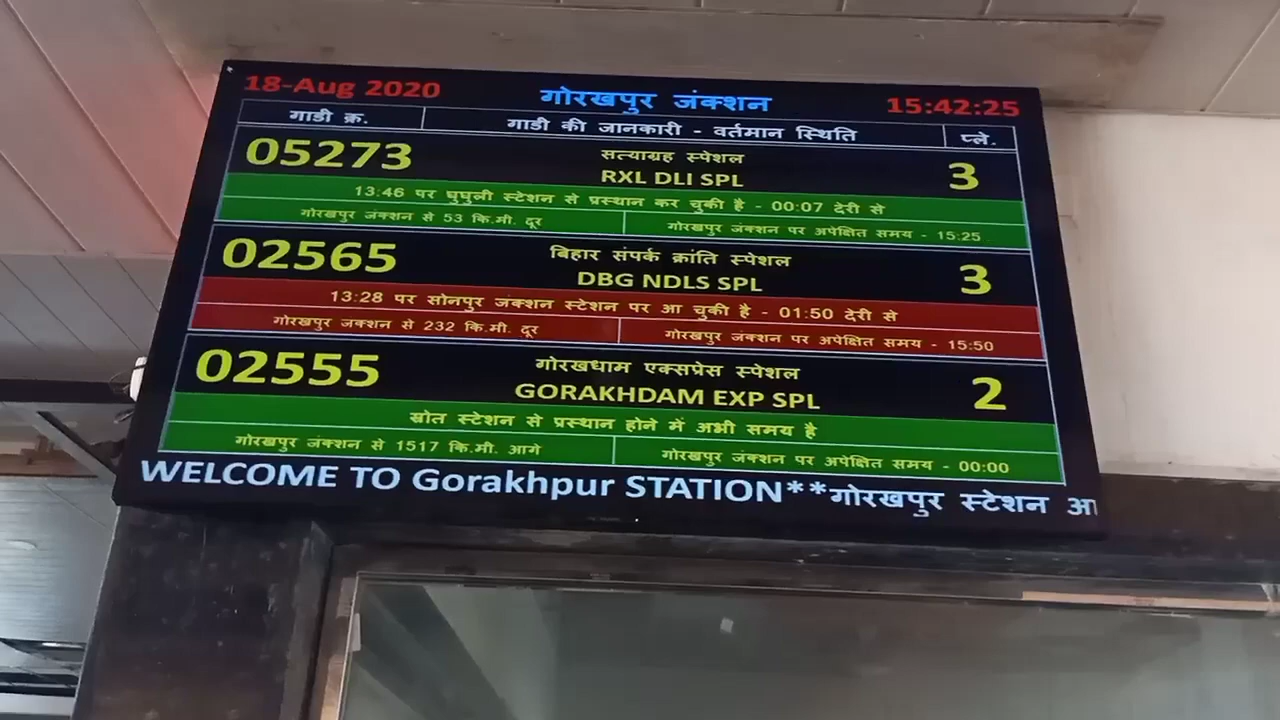 18-Aug 2020 गोरखपुर जंक्शन 15:42:25
गाडी क्र. गाडी की जानकारी - वर्तमान स्थिति प्ले.
05273 सत्याग्रह स्पेशल 3
RXL DLI SPL
13:46 पर घुघुली स्टेशन से प्रस्थान कर चुकी है - 00:07 देरी से
गोरखपुर जंक्शन से 53 कि.मी. दूर गोरखपुर जंक्शन पर अपेक्षित समय - 15:25
02565 बिहार संपर्क क्रांति स्पेशल 3
DBG NDLS SPL
13:28 पर सोनपुर जंक्शन स्टेशन पर आ चुकी है - 01:50 देरी से
गोरखपुर जंक्शन से 232 कि.मी. दूर गोरखपुर जंक्शन पर अपेक्षित समय - 15:50
02555 गोरखधाम एक्सप्रेस स्पेशल 2
GORAKHDAM EXP SPL
स्रोत स्टेशन से प्रस्थान होने में अभी समय है
गोरखपुर जंक्शन से 1517 कि.मी. आगे गोरखपुर जंक्शन पर अपेक्षित समय - 00:00
WELCOME TO Gorakhpur STATION**गोरखपुर स्टेशन आ